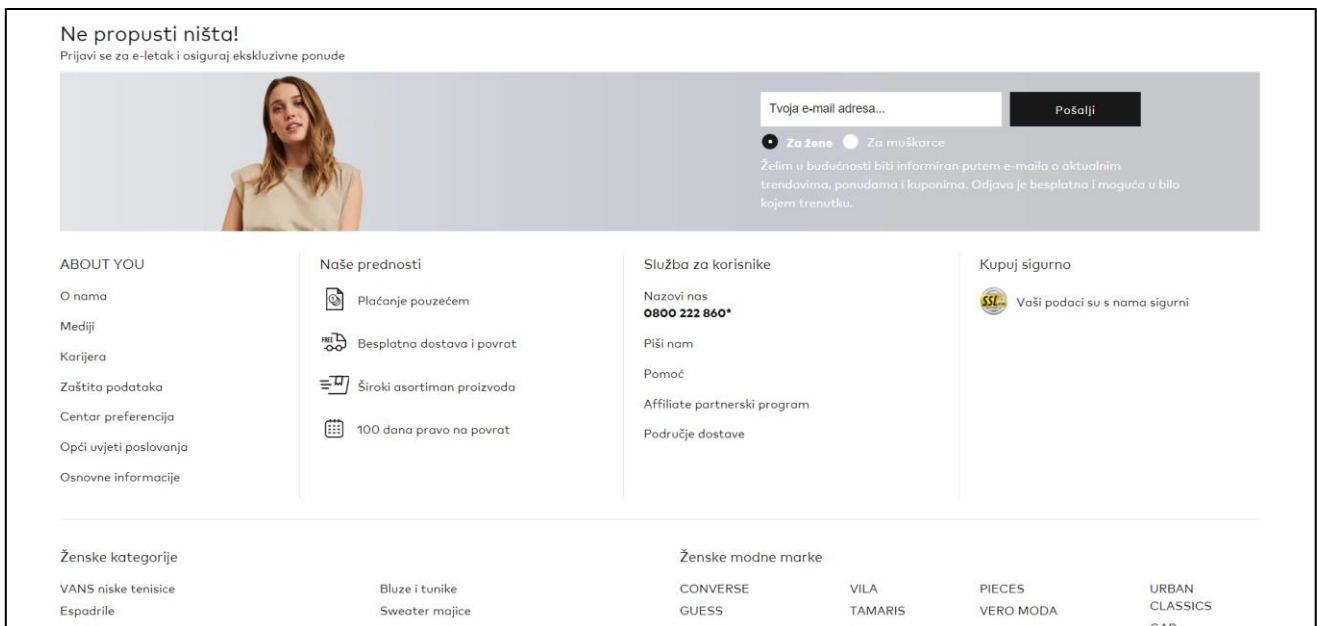 Ne propusti ništa!
Prijavi se za e-letak i osiguraj ekskluzivne ponude
Tvoja e-mail adresa...
Pošalji
Za žene Za muškarce
Želim u budućnosti biti informiran putem e-maila o aktualnim
trendovima, ponudama i kuponima. Odjava je besplatna i moguća u bilo
kojem trenutku.
ABOUT YOU
O nama
Mediji
Karijera
Zaštita podataka
Centar preferencija
Opći uvjeti poslovanja
Osnovne informacije
Naše prednosti
Plaćanje pouzećem
FREE
Besplatna dostava i povrat
Široki asortiman proizvoda
100 dana pravo na povrat
Služba za korisnike
Nazovi nas
0800 222 860*
Piši nam
Pomoć
Affiliate partnerski program
Područje dostave
Kupuj sigurno
SSL
Vaši podaci su s nama sigurni
Ženske kategorije
VANS niske tenisice
Espadrile
Bluze i tunike
Sweater majice
Ženske modne marke
CONVERSE
GUESS
VILA
TAMARIS
PIECES
VERO MODA
URBAN
CLASSICS